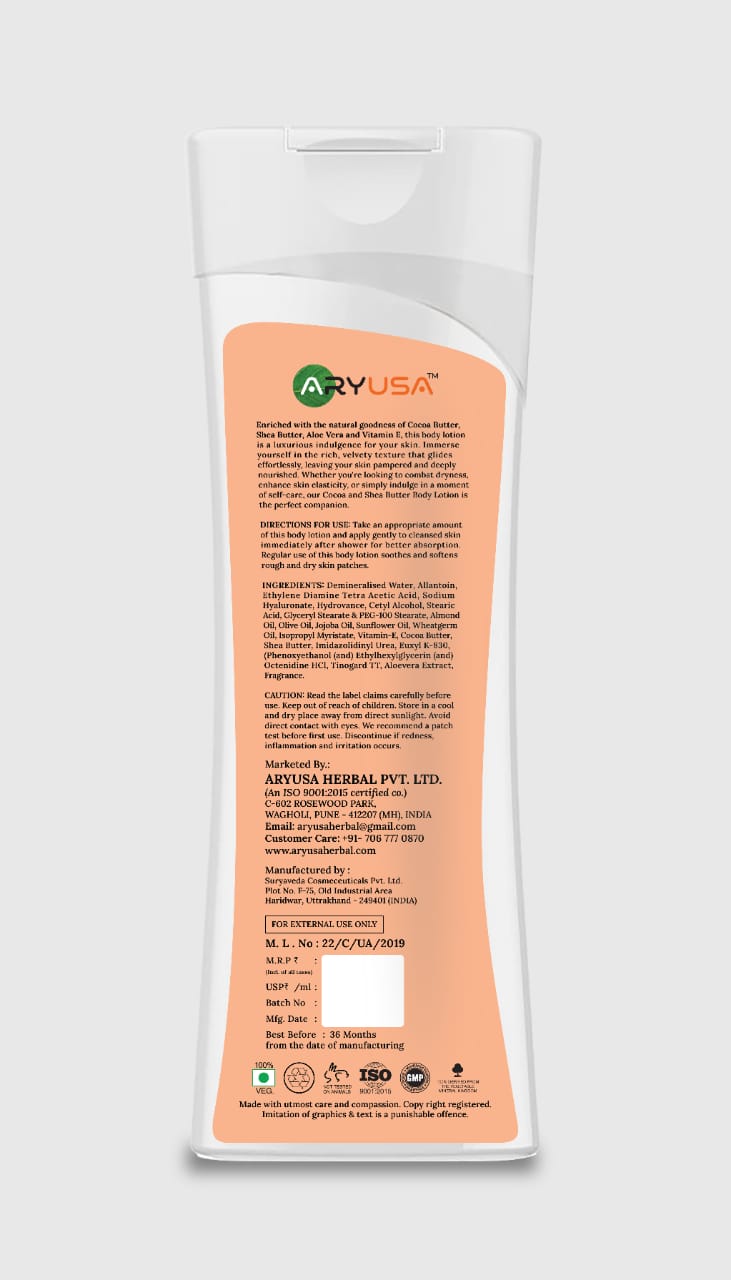 ARYUSA™
Enriched with the natural goodness of Cocoa Butter,
Shea Butter, Aloe Vera and Vitamin E, this body lotion
is a luxurious indulgence for your skin. Immerse
yourself in the rich, velvety texture that glides
effortlessly, leaving your skin pampered and deeply
nourished. Whether you're looking to combat dryness,
enhance skin elasticity, or simply indulge in a moment
of self-care, our Cocoa and Shea Butter Body Lotion is
the perfect companion.
DIRECTIONS FOR USE: Take an appropriate amount
of this body lotion and apply gently to cleansed skin
immediately after shower for better absorption.
Regular use of this body lotion soothes and softens
rough and dry skin patches.
INGREDIENTS: Demineralised Water, Allantoin,
Ethylene Diamine Tetra Acetic Acid, Sodium
Hyaluronate, Hydrovance, Cetyl Alcohol, Stearic
Acid, Glyceryl Stearate & PEG-100 Stearate, Almond
Oil, Olive Oil, Jojoba Oil, Sunflower Oil, Wheatgerm
Oil, Isopropyl Myristate, Vitamin-E, Cocoa Butter,
Shea Butter, Imidazolidinyl Urea, Euxyl K-830,
(Phenoxyethanol (and) Ethylhexylglycerin (and)
Octenidine HCl, Tinogard TT, Aloevera Extract,
Fragrance.
CAUTION: Read the label claims carefully before
use. Keep out of reach of children. Store in a cool
and dry place away from direct sunlight. Avoid
direct contact with eyes. We recommend a patch
test before first use. Discontinue if redness,
inflammation and irritation occurs.
Marketed By.:
ARYUSA HERBAL PVT. LTD.
(An ISO 9001:2015 certified co.)
C-602 ROSEWOOD PARK,
WAGHOLI, PUNE - 412207 (MH), INDIA
Email: aryusaherbal@gmail.com
Customer Care: +91- 706 777 0870
www.aryusaherbal.com
Manufactured by :
Suryaveda Cosmeceuticals Pvt. Ltd.
Plot No. F-75, Old Industrial Area
Haridwar, Uttrakhand - 249401 (INDIA)
FOR EXTERNAL USE ONLY
M. L . No : 22/C/UA/2019
M.R.P ₹ :
(Incl. of all taxes)
USP₹ /ml :
Batch No :
Mfg. Date :
Best Before : 36 Months
from the date of manufacturing
100%
VEG.
NOT TESTED
ON ANIMALS
ISO
9001:2015
GMP
Made with utmost care and compassion. Copy right registered.
Imitation of graphics & text is a punishable offence.